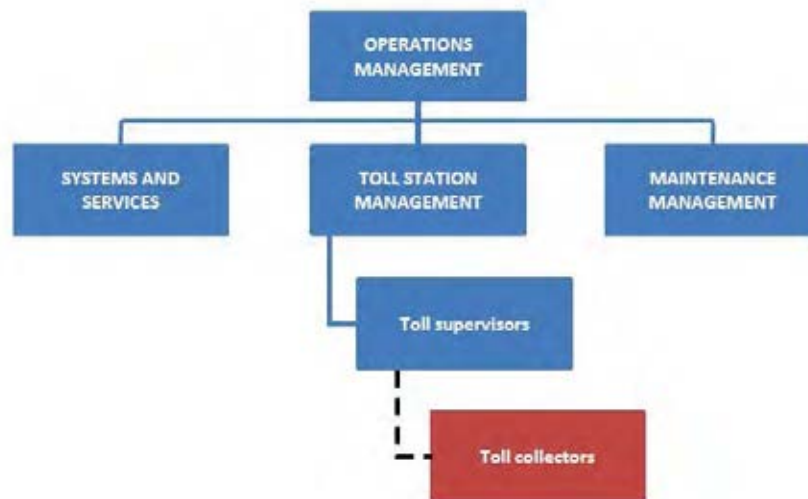 OPERATIONS
MANAGEMENT
SYSTEMS AND
SERVICES
TOLL STATION
MANAGEMENT
MAINTENANCE
MANAGEMENT
Toll supervisors
Toll collectors